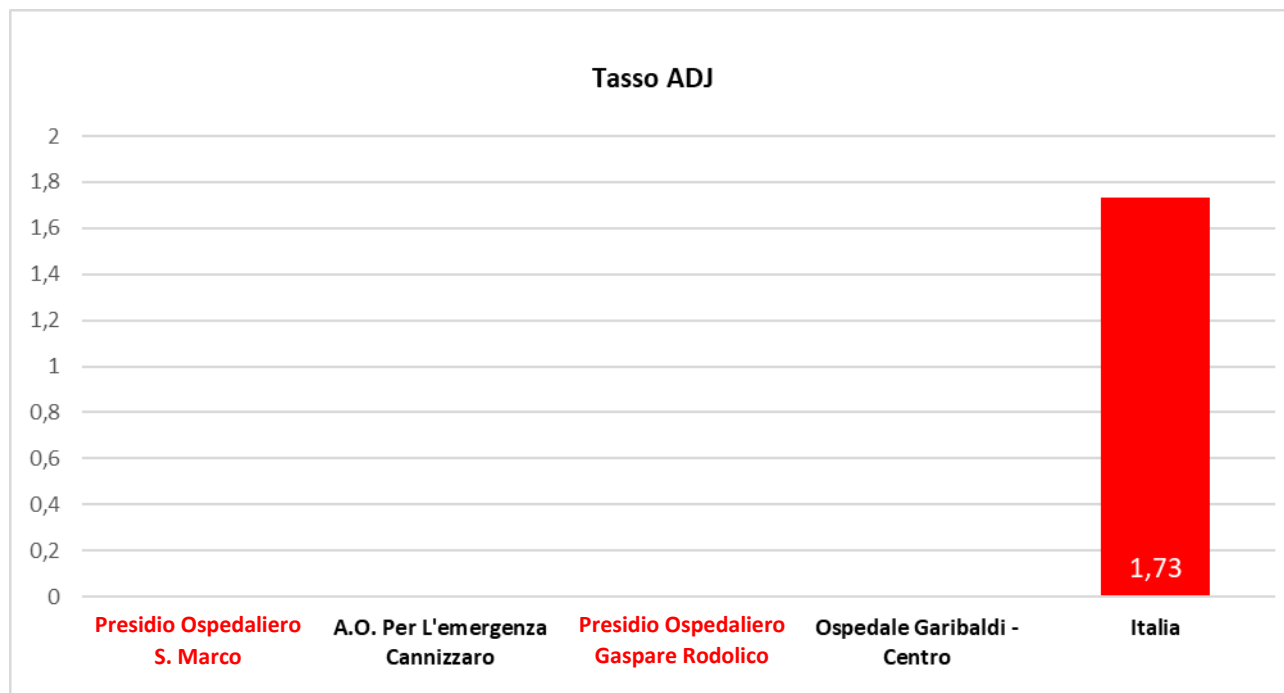 Tasso ADJ
2
1,8
1,6
1,4
1,2
1
0,8
0,6
0,4
0,2
0
1,73
Presidio Ospedaliero
S. Marco
A.O. Per L'emergenza
Cannizzaro
Presidio Ospedaliero
Gaspare Rodolico
Ospedale Garibaldi -
Centro
Italia